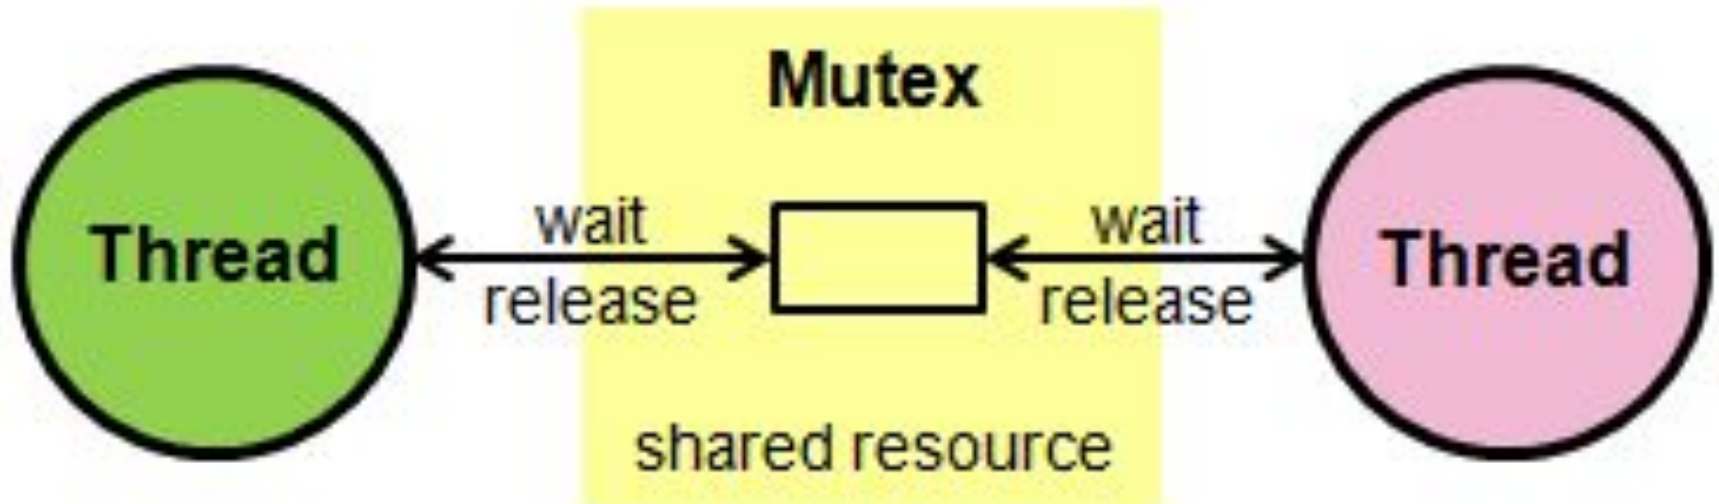 Mutex
Thread
wait
release
wait
release
Thread
shared resource